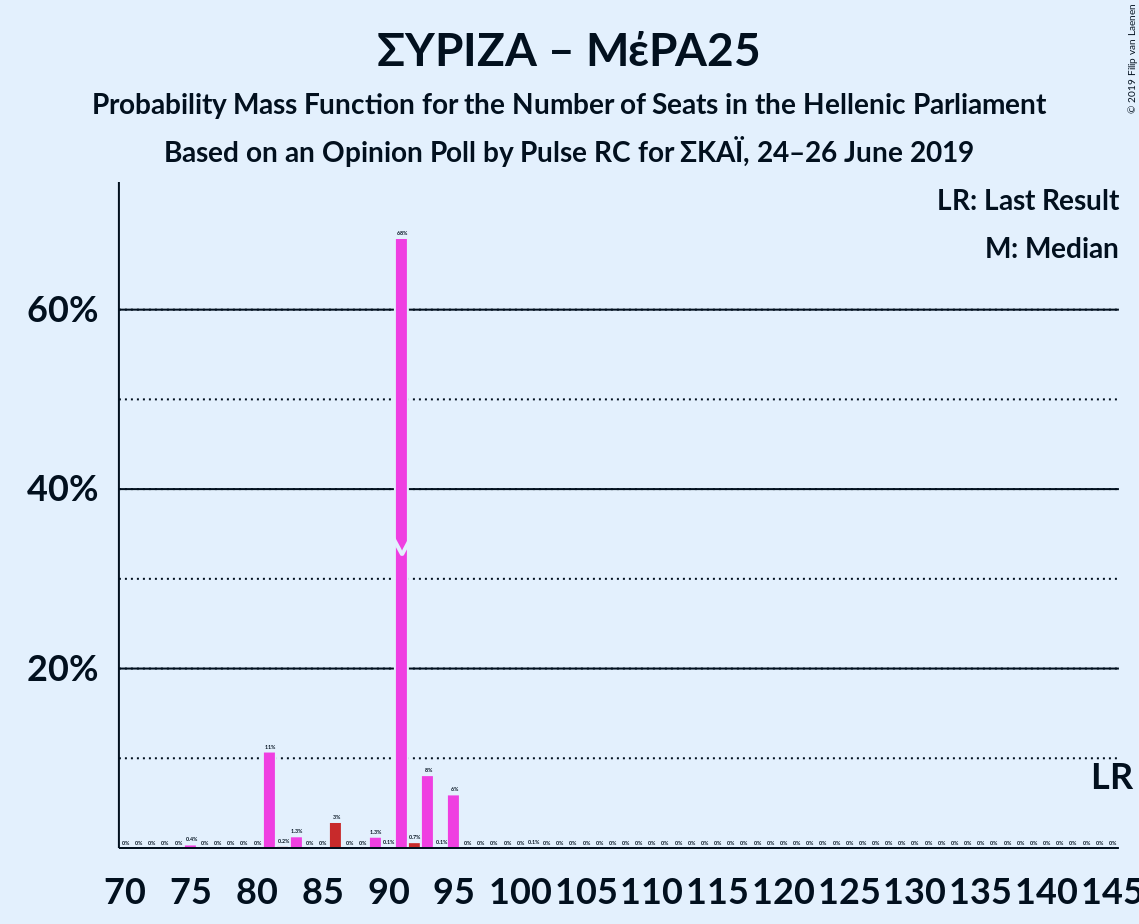 ΣΥΡΙΖΑ – ΜέΡΑ25
Probability Mass Function for the Number of Seats in the Hellenic Parliament
Based on an Opinion Poll by Pulse RC for ΣΚΑΪ, 24–26 June 2019
© 2019 Filip van Laenen
LR: Last Result
M: Median
60%
40%
20%
68%
11%
8%
6%
3%
1.3%
1.3%
0.7%
0.4%
0.2%
0.1%
0.1%
0.1%
LR
70 75 80 85 90 95 100 105 110 115 120 125 130 135 140 145